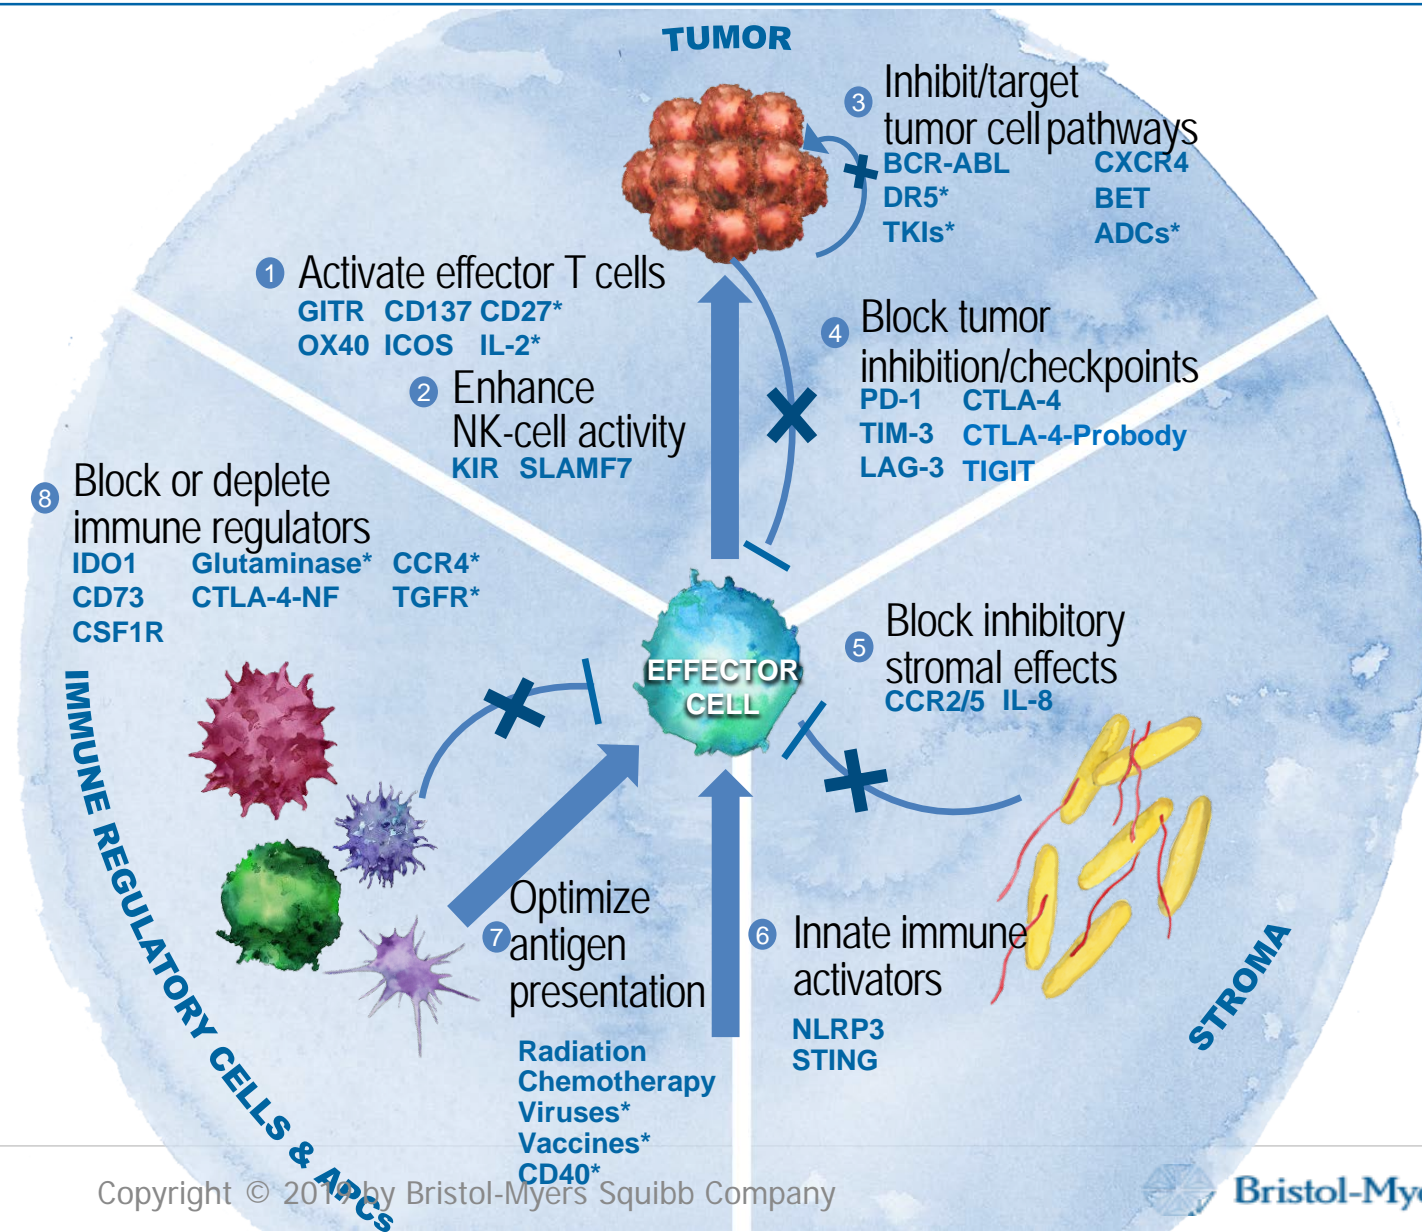 TUMOR
3 Inhibit/target
tumor cell pathways
BCR-ABL CXCR4
DR5* BET
TKIs* ADCs*
1 Activate effector T cells
GITR CD137 CD27*
OX40 ICOS IL-2*
2 Enhance
NK-cell activity
KIR SLAMF7
4 Block tumor
inhibition/checkpoints
PD-1 CTLA-4
TIM-3 CTLA-4-Probody
LAG-3 TIGIT
8 Block or deplete
immune regulators
IDO1 Glutaminase* CCR4*
CD73 CTLA-4-NF TGFR*
CSF1R
EFFECTOR
CELL
5 Block inhibitory
stromal effects
CCR2/5 IL-8
IMMUNE REGULATORY CELLS & APCs
7 Optimize
antigen
presentation
Radiation
Chemotherapy
Viruses*
Vaccines*
CD40*
6 Innate immune
activators
NLRP3
STING
STROMA
Copyright © 2019 by Bristol-Myers Squibb Company
Bristol-Mye